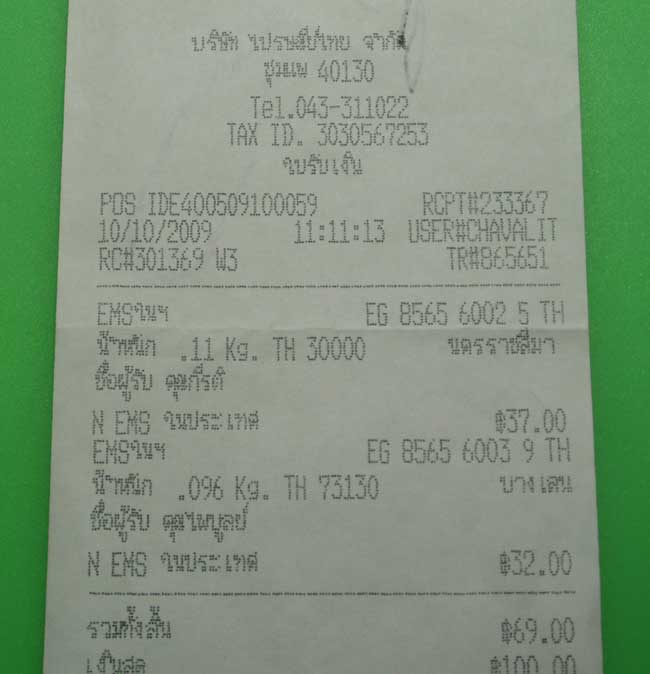 บริษัท ไปรษณีย์ไทย จำกัด
ชุมแพ 40130
Tel.043-311022
TAX ID. 3030567253
ใบรับเงิน
POS IDE400509100059 RCPT#233367
10/10/2009 11:11:13 USER#CHAVALIT
RC#301369 W3 TR#865651
EMSในฯ EG 8565 6002 5 TH
น้ำหนัก .11 Kg. TH 30000 นครราชสีมา
ชื่อผู้รับ คุณกีรติ
N EMS ในประเทศ ฿37.00
EMSในฯ EG 8565 6003 9 TH
น้ำหนัก .096 Kg. TH 73130 บางเลน
ชื่อผู้รับ คุณไพบูลย์
N EMS ในประเทศ ฿32.00
รวมทั้งสิ้น ฿69.00
เงินสด ฿100.00